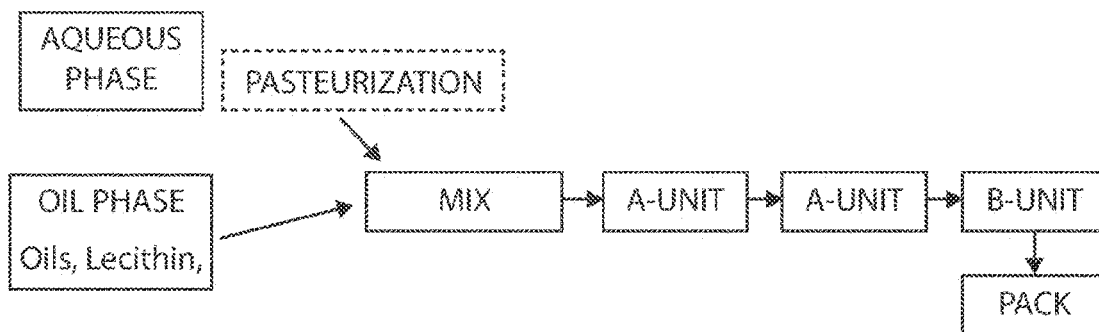 AQUEOUS
PHASE
PASTEURIZATION
OIL PHASE
Oils, Lecithin,
MIX
A-UNIT
A-UNIT
B-UNIT
PACK